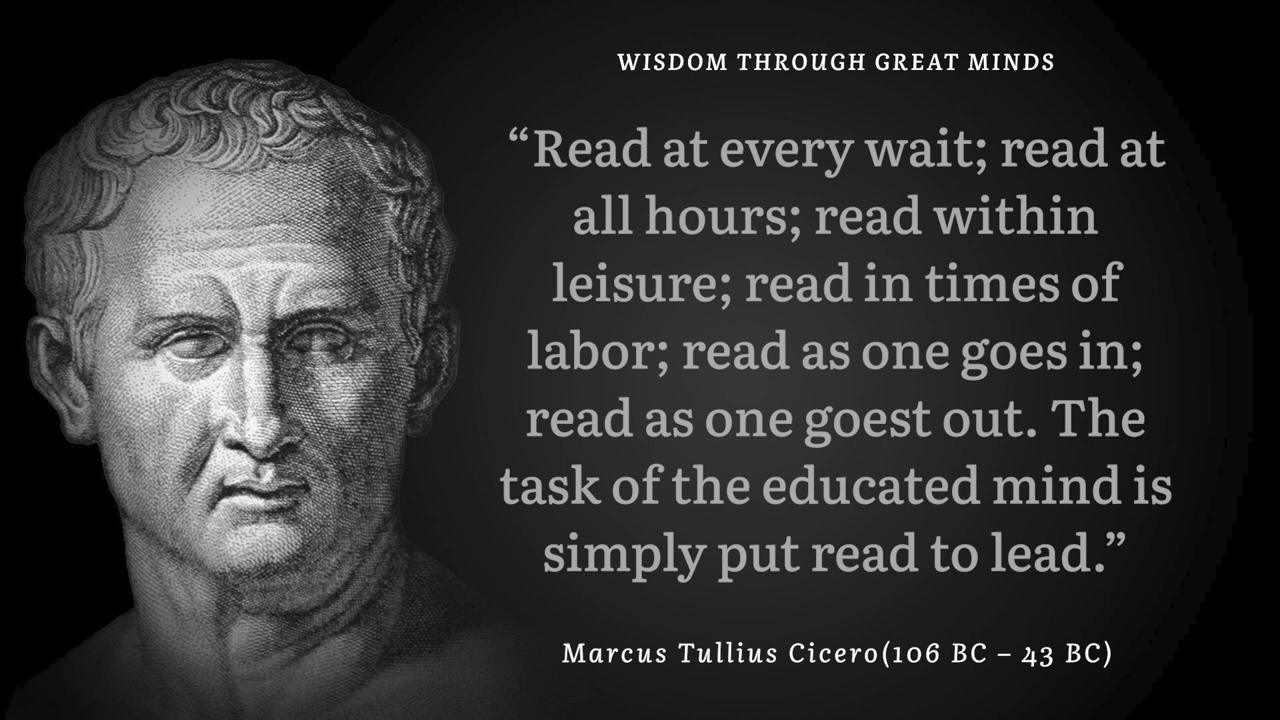 WISDOM THROUGH GREAT MINDS
“Read at every wait; read at
all hours; read within
leisure; read in times of
labor; read as one goes in;
read as one goest out. The
task of the educated mind is
simply put read to lead.”
Marcus Tullius Cicero(106 BC – 43 BC)